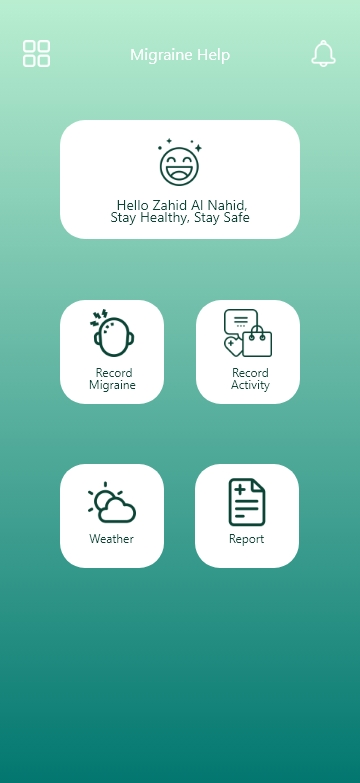 Migraine Help
Hello Zahid Al Nahid,
Stay Healthy, Stay Safe
Record
Migraine
Record
Activity
Weather
Report